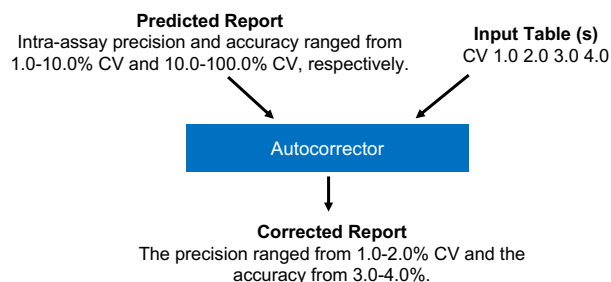 Predicted Report
Intra-assay precision and accuracy ranged from
1.0-10.0% CV and 10.0-100.0% CV, respectively.
Input Table (s)
CV 1.0 2.0 3.0 4.0
Autocorrector
Corrected Report
The precision ranged from 1.0-2.0% CV and the
accuracy from 3.0-4.0%.